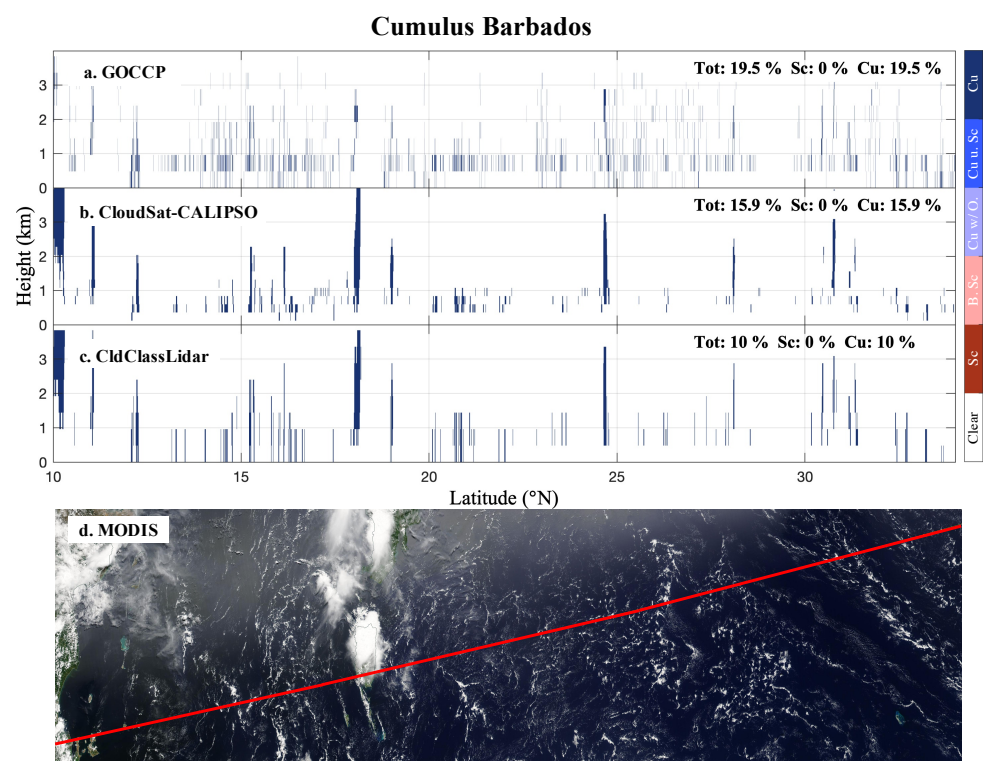 Cumulus Barbados
a. GOCCP
Tot: 19.5 % Sc: 0 % Cu: 19.5 %
3
2
1
0
b. CloudSat-CALIPSO
Tot: 15.9 % Sc: 0 % Cu: 15.9 %
3
2
1
0
c. CldClassLidar
Tot: 10 % Sc: 0 % Cu: 10 %
3
2
1
0
Height (km)
10 15 20 25 30
Latitude (°N)
Cu
Cu u. Sc
Cu w/ O.
B. Sc
Sc
Clear
d. MODIS